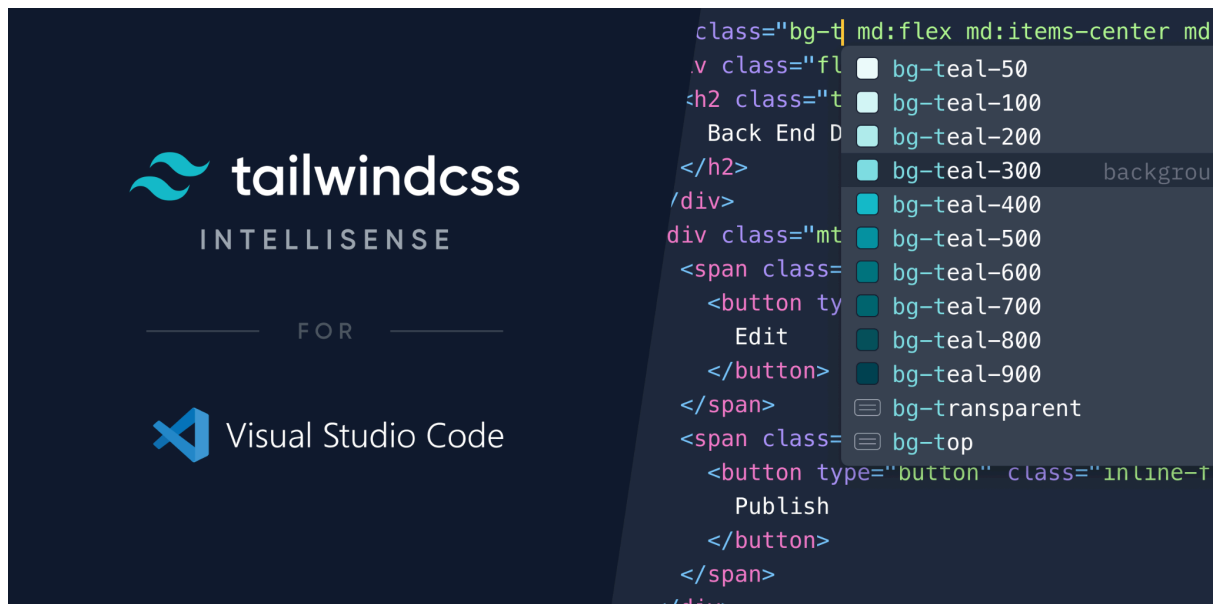 tailwindcss
INTELLISENSE
FOR
Visual Studio Code
class="bg-t md:flex md:items-center md
v class="fl
<h2 class="t
Back End D
</h2>
/div>
div class="mt
<span class=
<button ty
Edit
</button>
</span>
<span class=
<button type="button" class="inline-f
Publish
</button>
</span>
bg-teal-50
bg-teal-100
bg-teal-200
bg-teal-300 backgrou
bg-teal-400
bg-teal-500
bg-teal-600
bg-teal-700
bg-teal-800
bg-teal-900
bg-transparent
bg-top